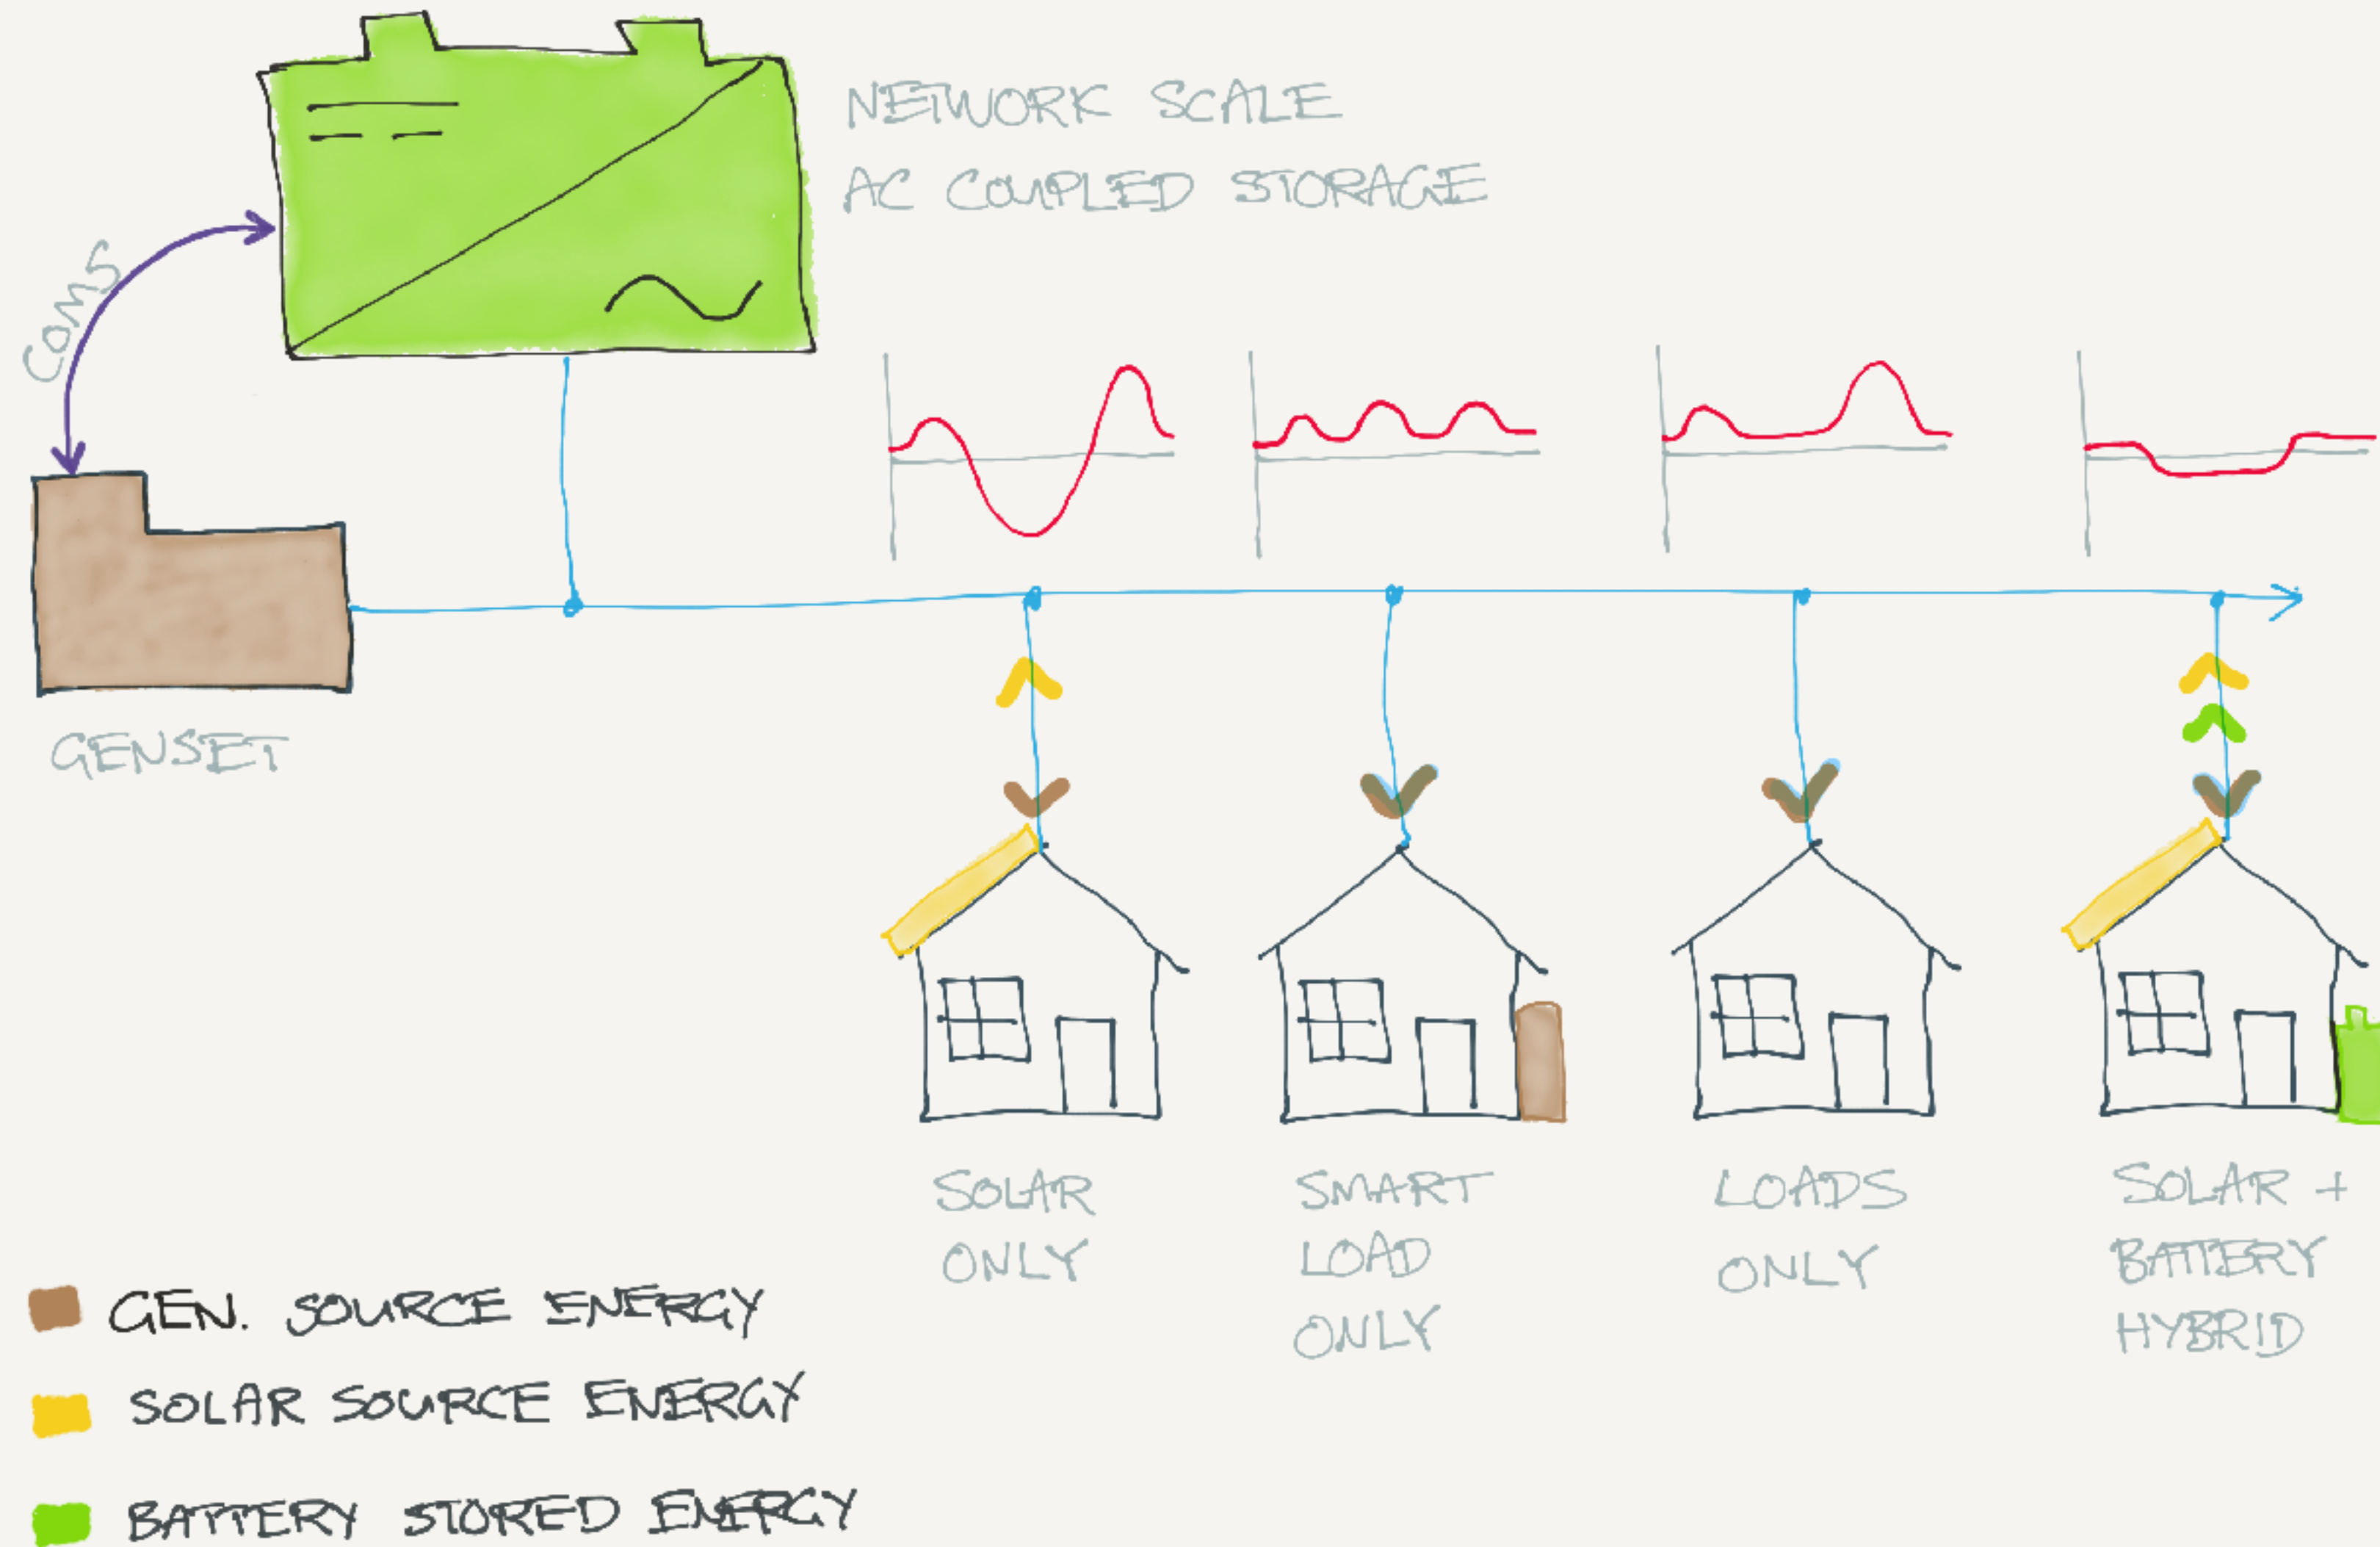 NETWORK SCALE
AC COUPLED STORAGE
COMS
GENSET
SOLAR
ONLY
SMART
LOAD
ONLY
LOADS
ONLY
SOLAR +
BATTERY
HYBRID
GEN. SOURCE ENERGY
SOLAR SOURCE ENERGY
BATTERY STORED ENERGY